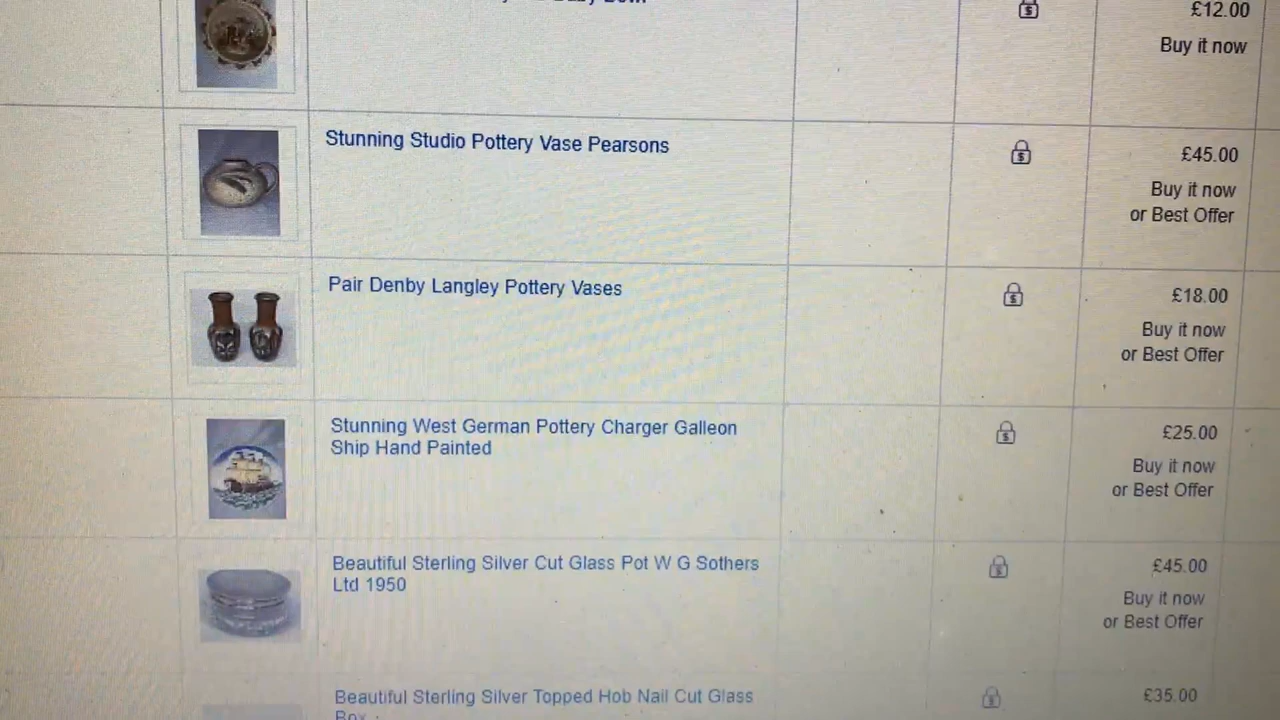 £12.00
Buy it now
Stunning Studio Pottery Vase Pearsons
£45.00
Buy it now
or Best Offer
Pair Denby Langley Pottery Vases
£18.00
Buy it now
or Best Offer
Stunning West German Pottery Charger Galleon
Ship Hand Painted
£25.00
Buy it now
or Best Offer
Beautiful Sterling Silver Cut Glass Pot W G Sothers
Ltd 1950
£45.00
Buy it now
or Best Offer
Beautiful Sterling Silver Topped Hob Nail Cut Glass
Box
£35.00